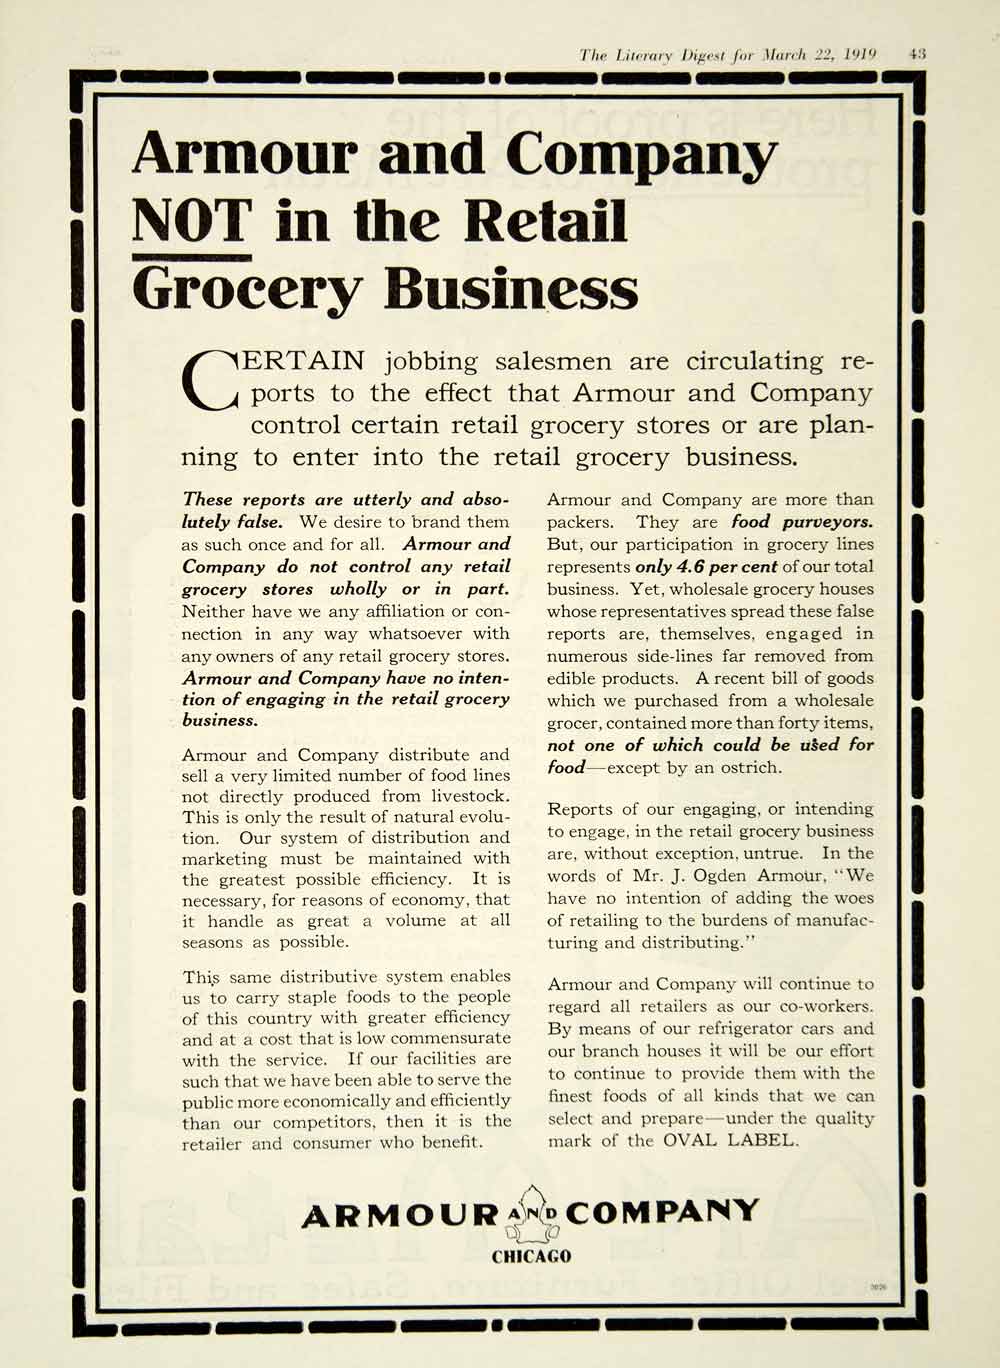 The Literary Digest for March 22, 1919 43
Armour and Company
NOT in the Retail
Grocery Business
CERTAIN jobbing salesmen are circulating re-
ports to the effect that Armour and Company
control certain retail grocery stores or are plan-
ning to enter into the retail grocery business.
These reports are utterly and abso-
lutely false. We desire to brand them
as such once and for all. Armour and
Company do not control any retail
grocery stores wholly or in part.
Neither have we any affiliation or con-
nection in any way whatsoever with
any owners of any retail grocery stores.
Armour and Company have no inten-
tion of engaging in the retail grocery
business.
Armour and Company distribute and
sell a very limited number of food lines
not directly produced from livestock.
This is only the result of natural evolu-
tion. Our system of distribution and
marketing must be maintained with
the greatest possible efficiency. It is
necessary, for reasons of economy, that
it handle as great a volume at all
seasons as possible.
This same distributive system enables
us to carry staple foods to the people
of this country with greater efficiency
and at a cost that is low commensurate
with the service. If our facilities are
such that we have been able to serve the
public more economically and efficiently
than our competitors, then it is the
retailer and consumer who benefit.
Armour and Company are more than
packers. They are food purveyors.
But, our participation in grocery lines
represents only 4.6 per cent of our total
business. Yet, wholesale grocery houses
whose representatives spread these false
reports are, themselves, engaged in
numerous side-lines far removed from
edible products. A recent bill of goods
which we purchased from a wholesale
grocer, contained more than forty items,
not one of which could be used for
food—except by an ostrich.
Reports of our engaging, or intending
to engage, in the retail grocery business
are, without exception, untrue. In the
words of Mr. J. Ogden Armour, "We
have no intention of adding the woes
of retailing to the burdens of manufac-
turing and distributing."
Armour and Company will continue to
regard all retailers as our co-workers.
By means of our refrigerator cars and
our branch houses it will be our effort
to continue to provide them with the
finest foods of all kinds that we can
select and prepare—under the quality
mark of the OVAL LABEL.
ARMOUR AND COMPANY
CHICAGO